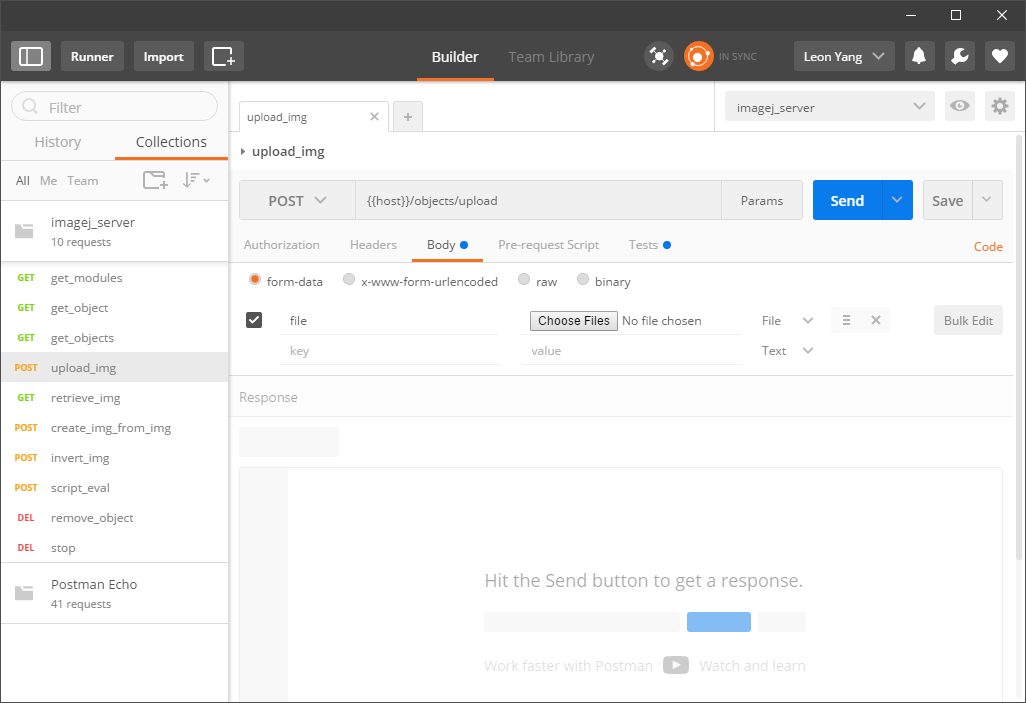 Runner
Import
Builder
Team Library
IN SYNC
Leon Yang
Filter
History
Collections
All Me Team
imagej_server
10 requests
GET get_modules
GET get_object
GET get_objects
POST upload_img
GET retrieve_img
POST create_img_from_img
POST invert_img
POST script_eval
DEL remove_object
DEL stop
Postman Echo
41 requests
upload_img
+
imagej_server
upload_img
POST {{host}}/objects/upload Params Send Save
Authorization Headers Body Pre-request Script Tests Code
form-data x-www-form-urlencoded raw binary
file Choose Files No file chosen File Bulk Edit
key value Text
Response
Hit the Send button to get a response.
Work faster with Postman Watch and learn